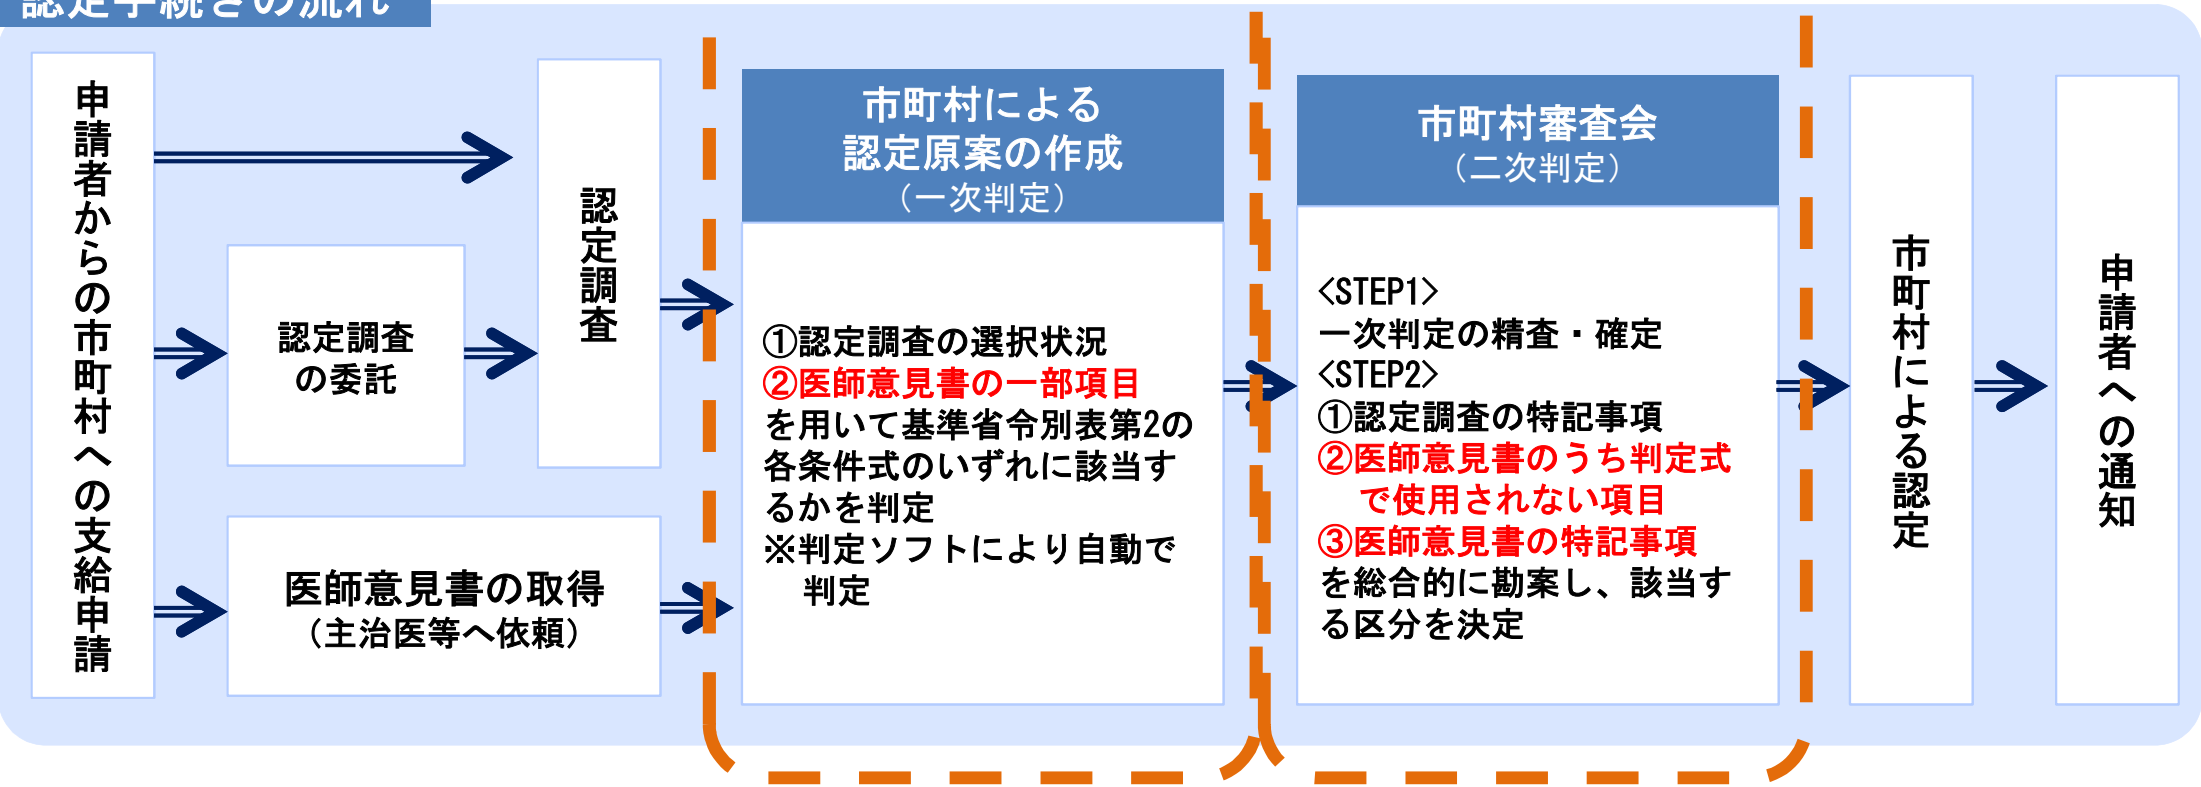 認定手続きの流れ
申請者からの市町村への支給申請
認定調査
の委託
認定調査
医師意見書の取得
（主治医等へ依頼）
市町村による
認定原案の作成
（一次判定）
①認定調査の選択状況
②医師意見書の一部項目
を用いて基準省令別表第2の
各条件式のいずれに該当す
るかを判定
※判定ソフトにより自動で
判定
市町村審査会
（二次判定）
<STEP1>
一次判定の精査・確定
<STEP2>
①認定調査の特記事項
②医師意見書のうち判定式
で使用されない項目
③医師意見書の特記事項
を総合的に勘案し、該当す
る区分を決定
市町村による認定
申請者への通知